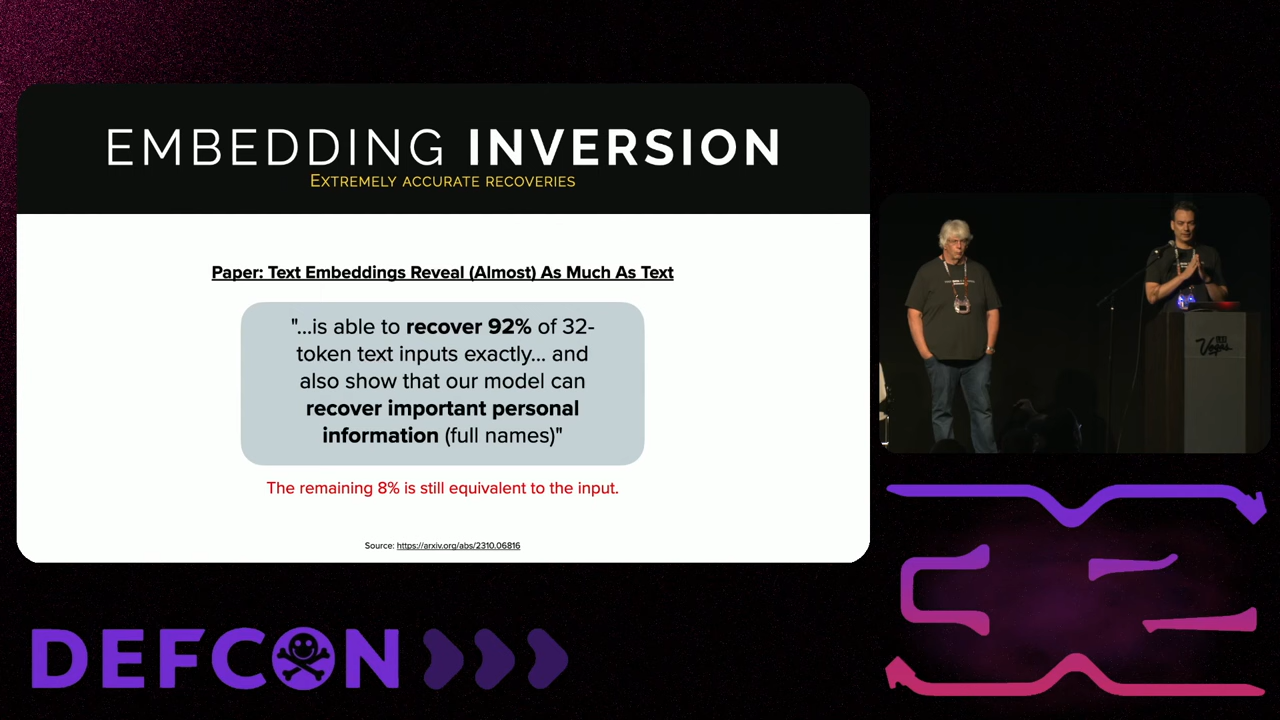 EMBEDDING INVERSION
EXTREMELY ACCURATE RECOVERIES
Paper: Text Embeddings Reveal (Almost) As Much As Text
"...is able to recover 92% of 32-
token text inputs exactly... and
also show that our model can
recover important personal
information (full names)"
The remaining 8% is still equivalent to the input.
Source: https://arxiv.org/abs/2310.06816
DEFCON